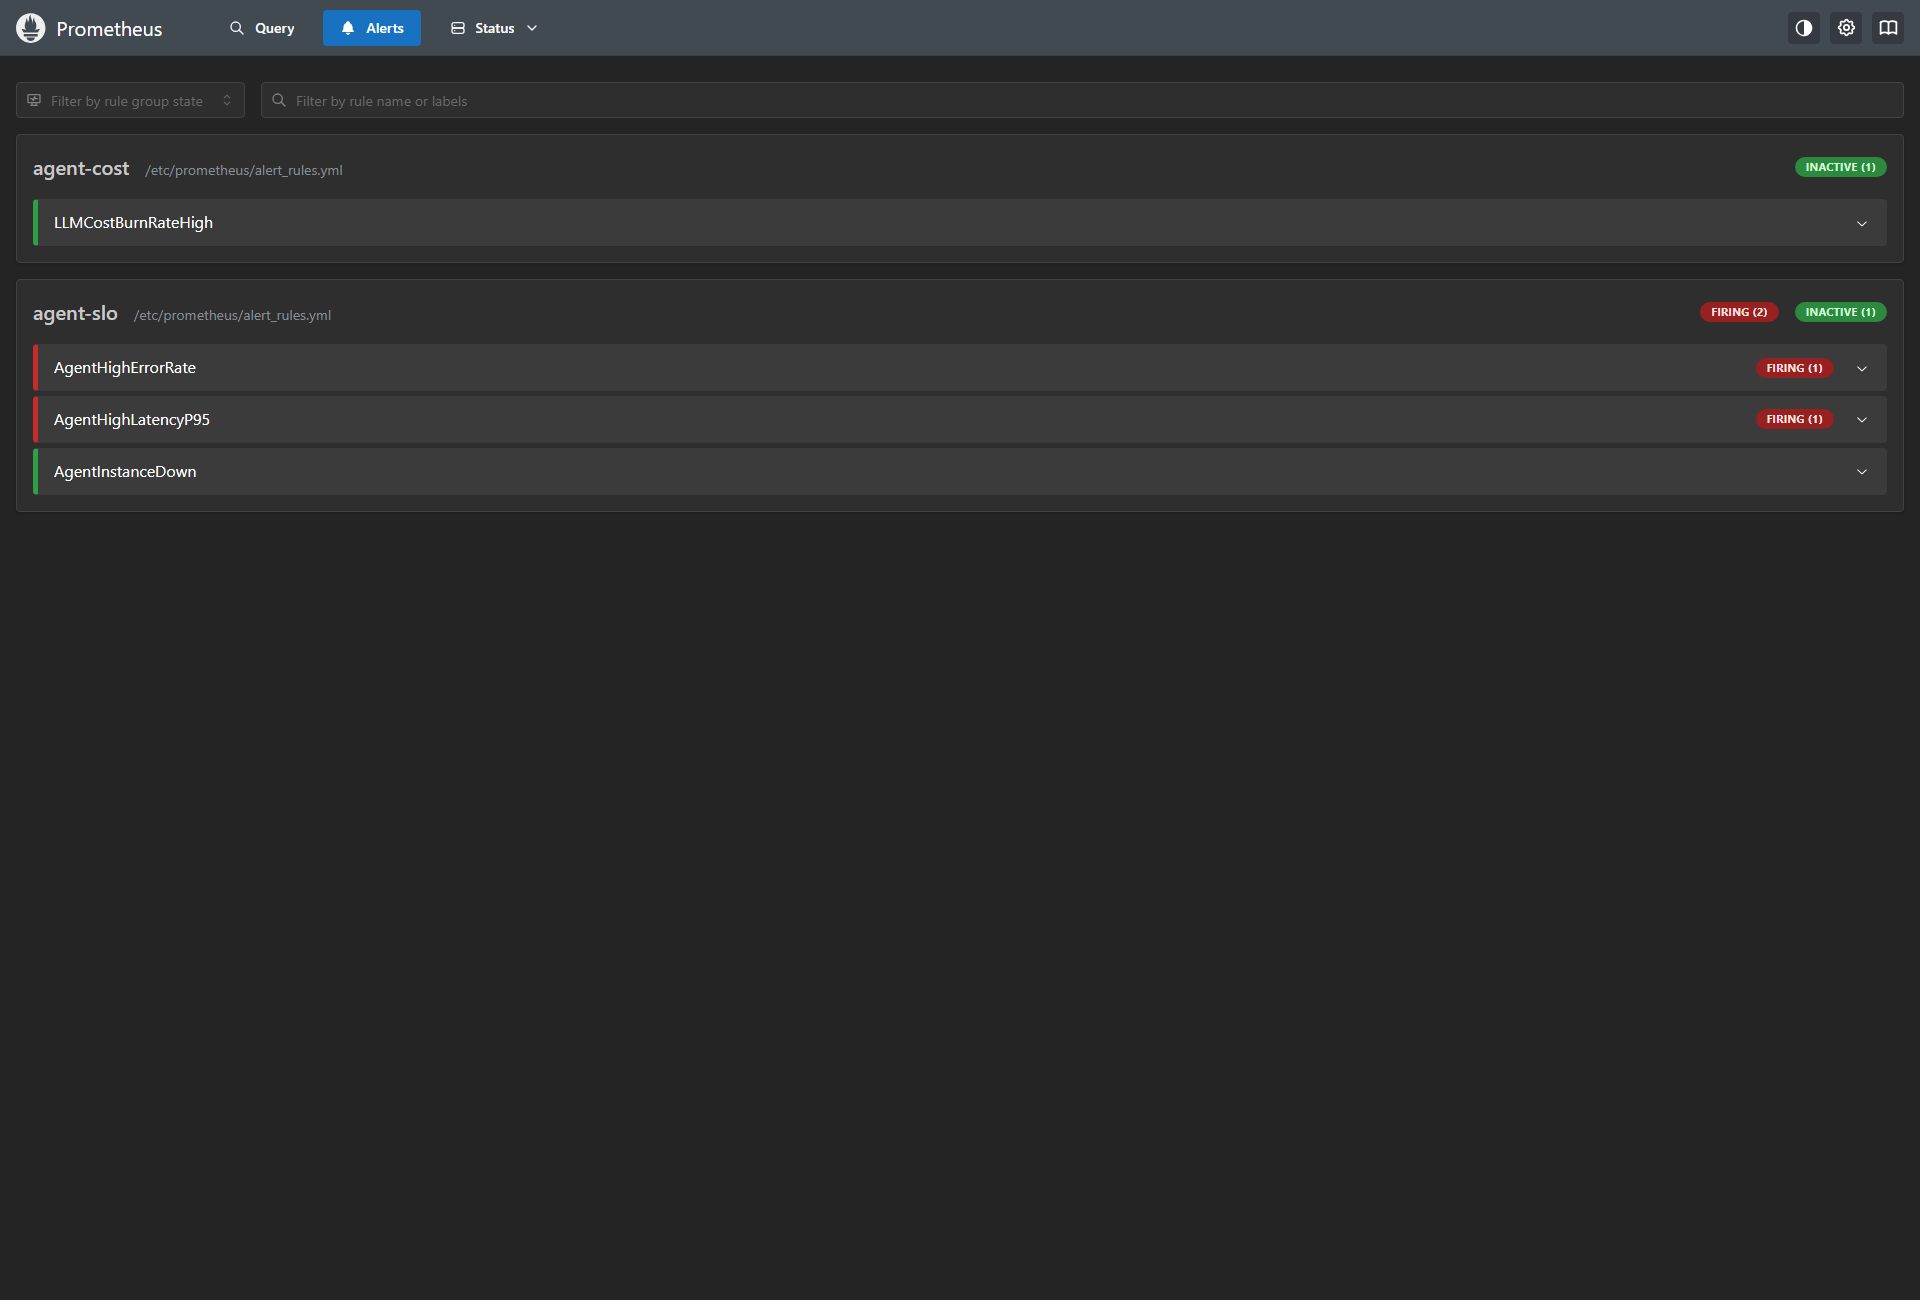 Prometheus
Query
Alerts
Status
Filter by rule group state
Filter by rule name or labels
agent-cost /etc/prometheus/alert_rules.yml INACTIVE (1)
LLMCostBurnRateHigh
agent-slo /etc/prometheus/alert_rules.yml FIRING (2) INACTIVE (1)
AgentHighErrorRate FIRING (1)
AgentHighLatencyP95 FIRING (1)
AgentInstanceDown